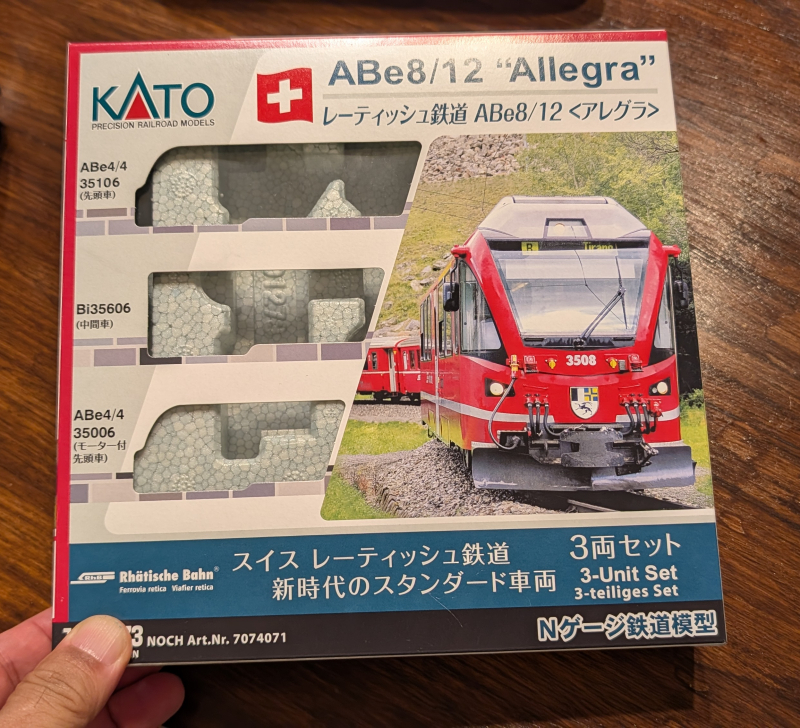 KATO
PRECISION RAILROAD MODELS
ABe8/12 “Allegra”
レーティッシュ鉄道 ABe8/12 <アレグラ>
ABe4/4
35106
(先頭車)
Bi35606
(中間車)
ABe4/4
35006
(モーター付
先頭車)
R
Tirano
3508
RhB
Rhätische Bahn®
Ferrovia retica Viafier retica
スイス レーティッシュ鉄道
新時代のスタンダード車両
3両セット
3-Unit Set
3-teiliges Set
3 NOCH Art.Nr. 7074071
Nゲージ鉄道模型